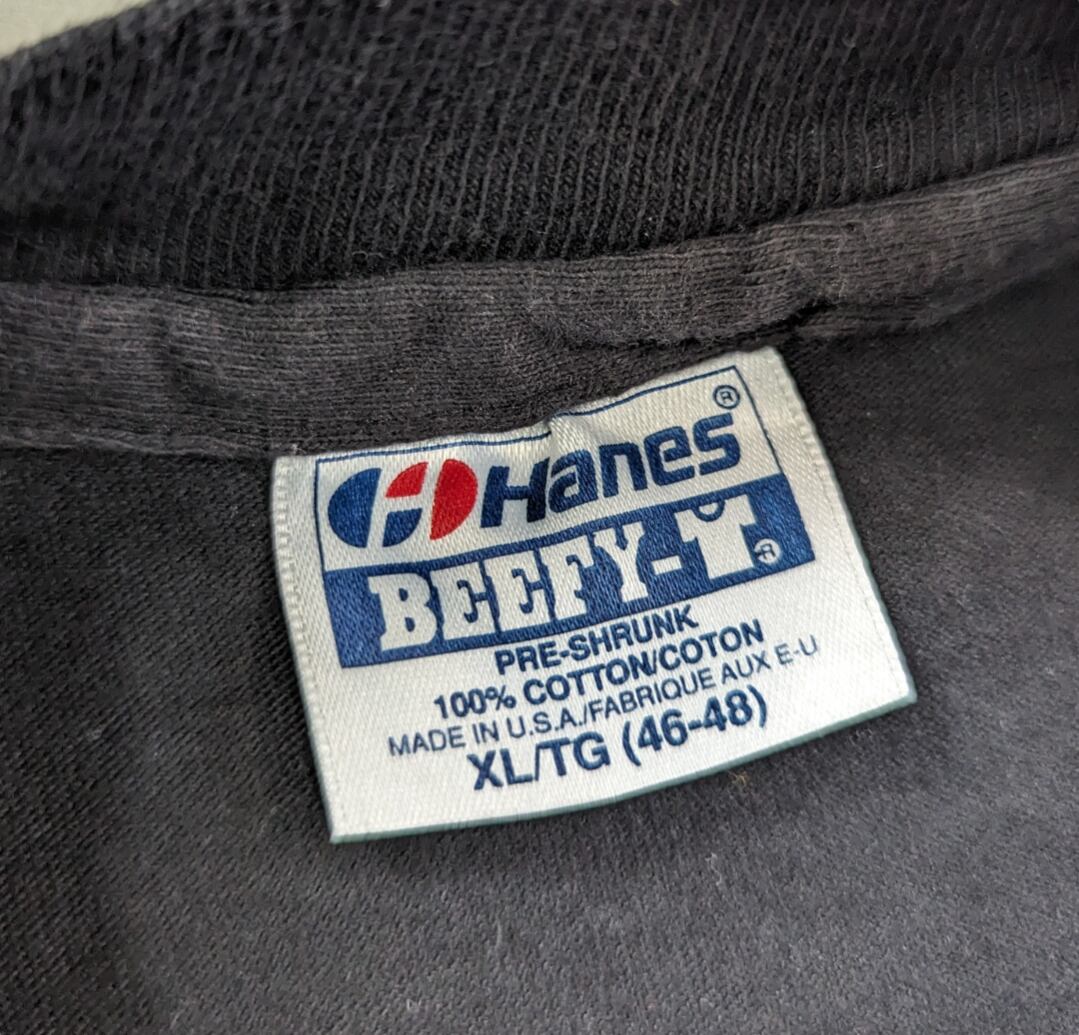 Hanes®
BEEFY-T®
PRE-SHRUNK
100% COTTON/COTON
MADE IN U.S.A./FABRIQUE AUX E-U
XL/TG (46-48)